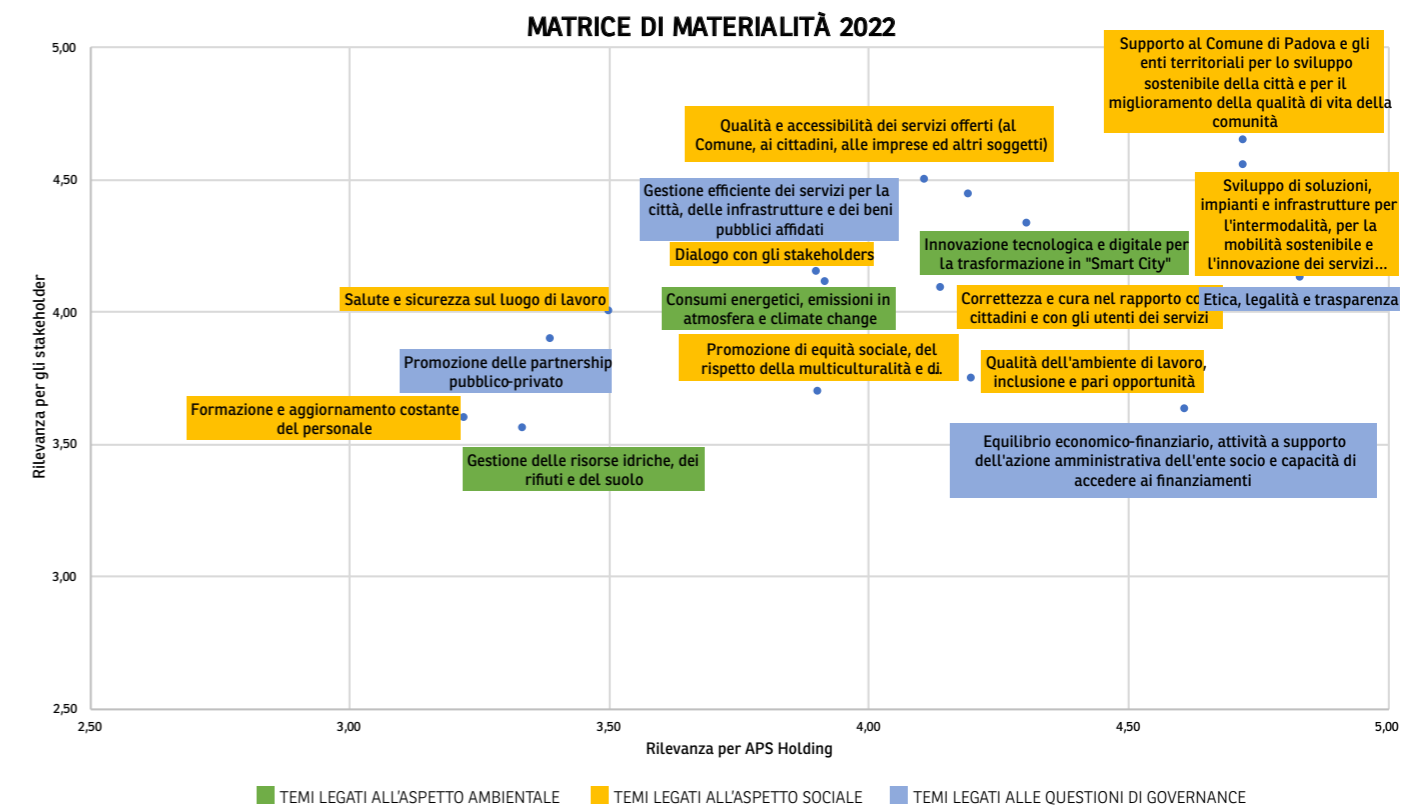 MATRICE DI MATERIALITÀ 2022
Rilevanza per gli stakeholder
5,00
4,50
4,00
3,50
3,00
2,50
Supporto al Comune di Padova e gli
enti territoriali per lo sviluppo
sostenibile della città e per il
miglioramento della qualità di vita della
comunità
Qualità e accessibilità dei servizi offerti (al
Comune, ai cittadini, alle imprese ed altri soggetti)
Gestione efficiente dei servizi per la
città, delle infrastrutture e dei beni
pubblici affidati
Sviluppo di soluzioni,
impianti e infrastrutture per
l'intermodalità, per la
mobilità sostenibile e
l'innovazione dei servizi...
Dialogo con gli stakeholders
Innovazione tecnologica e digitale per
la trasformazione in "Smart City"
Salute e sicurezza sul luogo di lavoro
Consumi energetici, emissioni in
atmosfera e climate change
Correttezza e cura nel rapporto co
cittadini e con gli utenti dei servizi
Etica, legalità e trasparenza
Promozione delle partnership
pubblico-privato
Promozione di equità sociale, del
rispetto della multiculturalità e di.
Qualità dell'ambiente di lavoro,
inclusione e pari opportunità
Formazione e aggiornamento costante
del personale
Gestione delle risorse idriche, dei
rifiuti e del suolo
Equilibrio economico-finanziario, attività a supporto
dell'azione amministrativa dell'ente socio e capacità di
accedere ai finanziamenti
2,50
3,00
3,50
4,00
4,50
5,00
Rilevanza per APS Holding
TEMI LEGATI ALL'ASPETTO AMBIENTALE
TEMI LEGATI ALL'ASPETTO SOCIALE
TEMI LEGATI ALLE QUESTIONI DI GOVERNANCE